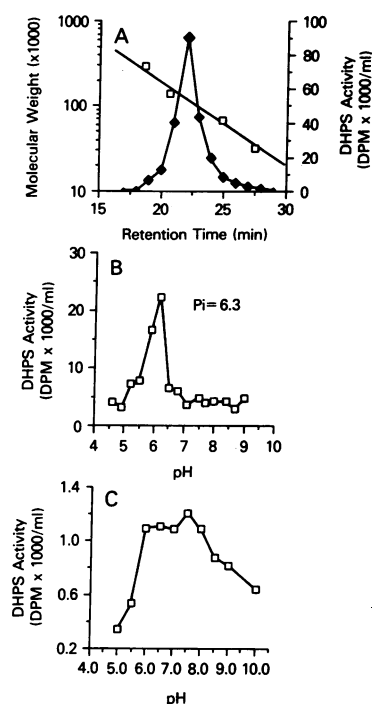 A
Molecular Weight (x1000)
1000
100
10
100
80
60
40
20
0
DHPS Activity
(DPM x 1000/ml)
15 20 25 30
Retention Time (min)
B
Pi=6.3
DHPS Activity
(DPM x 1000/ml)
30
20
10
0
4 5 6 7 8 9 10
pH
C
DHPS Activity
(DPM x 1000/ml)
1.4
1.0
0.6
0.2
4.0 5.0 6.0 7.0 8.0 9.0 10.0
pH